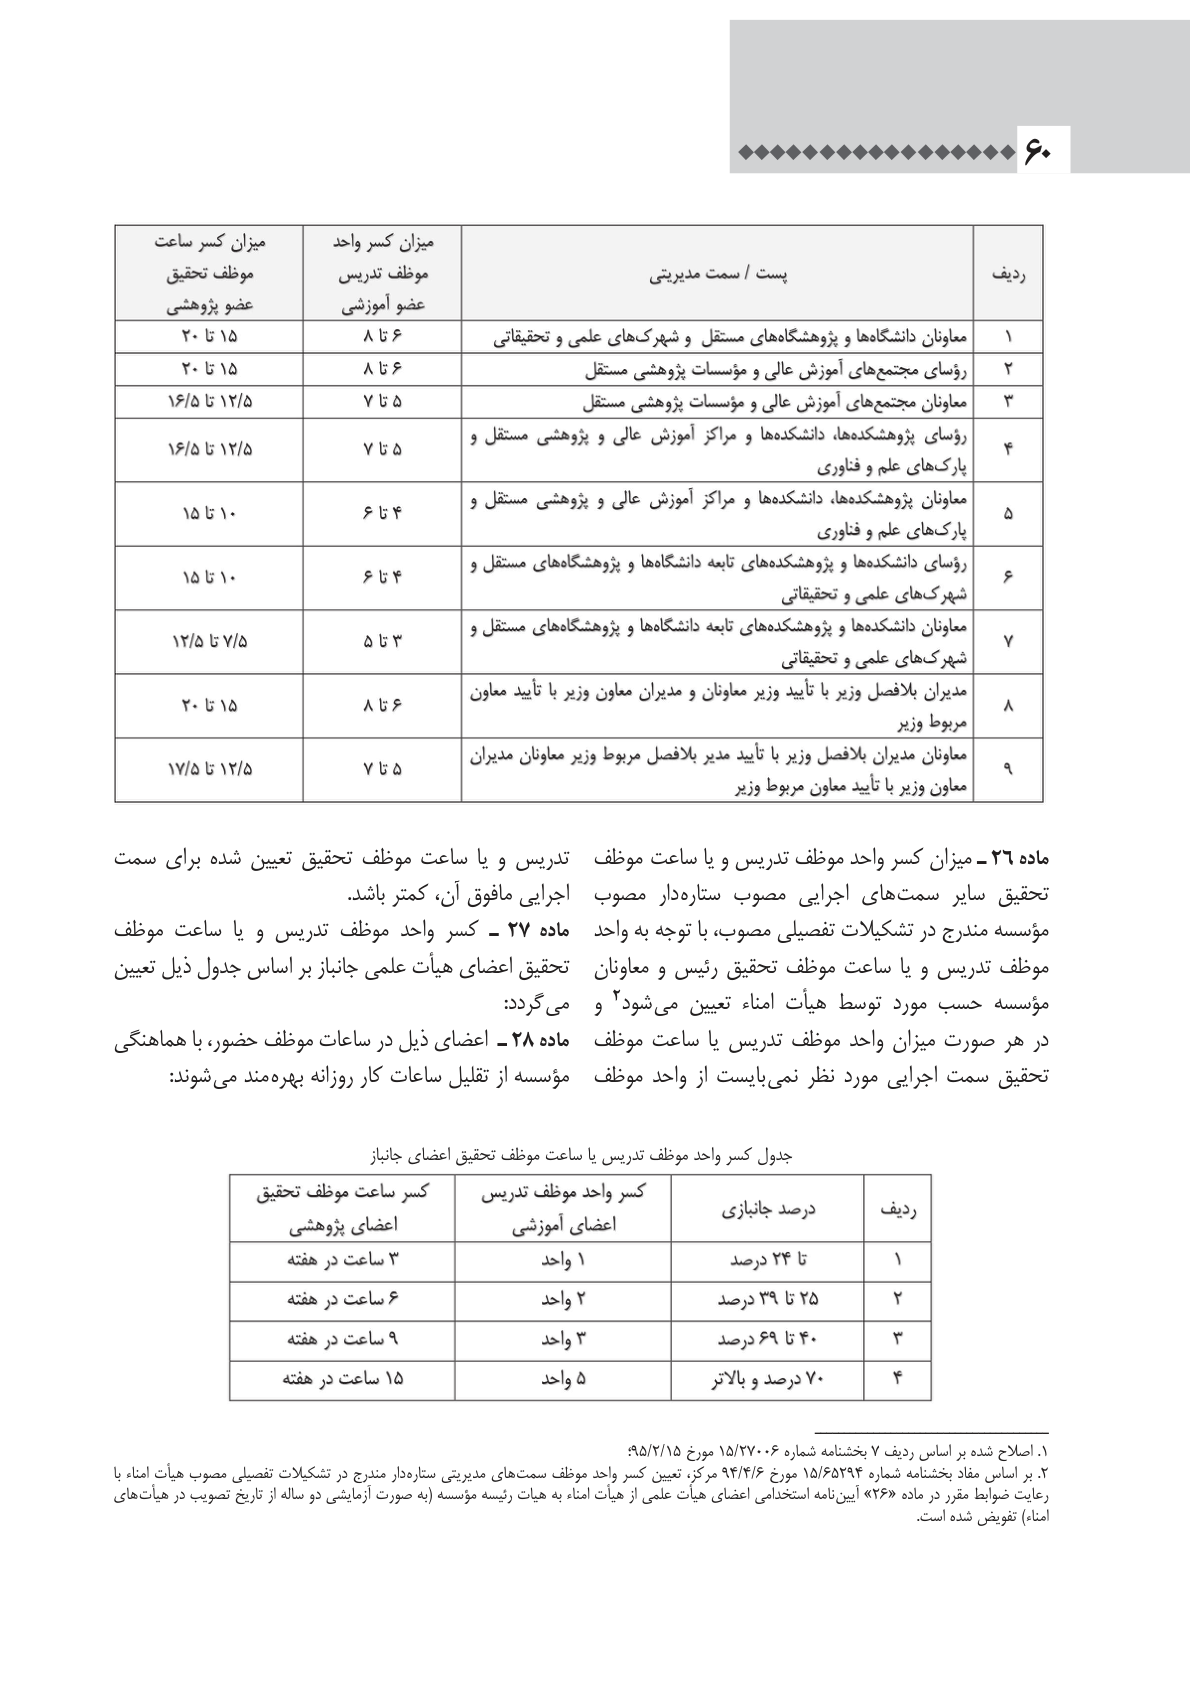 ۶۰
ردیف
پست / سمت مدیریتی
میزان کسر واحد
موظف تدریس
عضو آموزشی
میزان کسر ساعت
موظف تحقیق
عضو پژوهشی
۱
معاونان دانشگاه‌ها و پژوهشگاه‌های مستقل و شهرک‌های علمی و تحقیقاتی
۶ تا ۸
۱۵ تا ۲۰
۲
رؤسای مجتمع‌های آموزش عالی و مؤسسات پژوهشی مستقل
۶ تا ۸
۱۵ تا ۲۰
۳
معاونان مجتمع‌های آموزش عالی و مؤسسات پژوهشی مستقل
۵ تا ۷
۱۲/۵ تا ۱۶/۵
۴
رؤسای پژوهشکده‌ها، دانشکده‌ها و مراکز آموزش عالی و پژوهشی مستقل و
پارک‌های علم و فناوری
۵ تا ۷
۱۲/۵ تا ۱۶/۵
۵
معاونان پژوهشکده‌ها، دانشکده‌ها و مراکز آموزش عالی و پژوهشی مستقل و
پارک‌های علم و فناوری
۴ تا ۶
۱۰ تا ۱۵
۶
رؤسای دانشکده‌ها و پژوهشکده‌های تابعه دانشگاه‌ها و پژوهشگاه‌های مستقل و
شهرک‌های علمی و تحقیقاتی
۴ تا ۶
۱۰ تا ۱۵
۷
معاونان دانشکده‌ها و پژوهشکده‌های تابعه دانشگاه‌ها و پژوهشگاه‌های مستقل و
شهرک‌های علمی و تحقیقاتی
۳ تا ۵
۷/۵ تا ۱۲/۵
۸
مدیران بلافصل وزیر با تأیید وزیر معاونان و مدیران معاون وزیر با تأیید معاون
مربوط وزیر
۶ تا ۸
۱۵ تا ۲۰
۹
معاونان مدیران بلافصل وزیر با تأیید مدیر بلافصل مربوط وزیر معاونان مدیران
معاون وزیر با تأیید معاون مربوط وزیر
۵ تا ۷
۱۲/۵ تا ۱۷/۵
ماده ۲۶ ـ میزان کسر واحد موظف تدریس و یا ساعت موظف
تحقیق سایر سمت‌های اجرایی مصوب ستاره‌دار مصوب
مؤسسه مندرج در تشکیلات تفصیلی مصوب، با توجه به واحد
موظف تدریس و یا ساعت موظف تحقیق رئیس و معاونان
مؤسسه حسب مورد توسط هیأت امناء تعیین می‌شود۲ و
در هر صورت میزان واحد موظف تدریس یا ساعت موظف
تحقیق سمت اجرایی مورد نظر نمی‌بایست از واحد موظف
تدریس و یا ساعت موظف تحقیق تعیین شده برای سمت
اجرایی مافوق آن، کمتر باشد.
ماده ۲۷ ـ کسر واحد موظف تدریس و یا ساعت موظف
تحقیق اعضای هیأت علمی جانباز بر اساس جدول ذیل تعیین
می‌گردد:
ماده ۲۸ ـ اعضای ذیل در ساعات موظف حضور، با هماهنگی
مؤسسه از تقلیل ساعات کار روزانه بهره‌مند می‌شوند:
جدول کسر واحد موظف تدریس یا ساعت موظف تحقیق اعضای جانباز
ردیف
درصد جانبازی
کسر واحد موظف تدریس
اعضای آموزشی
کسر ساعت موظف تحقیق
اعضای پژوهشی
۱
تا ۲۴ درصد
۱ واحد
۳ ساعت در هفته
۲
۲۵ تا ۳۹ درصد
۲ واحد
۶ ساعت در هفته
۳
۴۰ تا ۶۹ درصد
۳ واحد
۹ ساعت در هفته
۴
۷۰ درصد و بالاتر
۵ واحد
۱۵ ساعت در هفته
۱. اصلاح شده بر اساس ردیف ۷ بخشنامه شماره ۱۵/۲۷۰۰۶ مورخ ۹۵/۲/۱۵؛
۲. بر اساس مفاد بخشنامه شماره ۱۵/۶۵۲۹۴ مورخ ۹۴/۴/۶ مرکز، تعیین کسر واحد موظف سمت‌های مدیریتی ستاره‌دار مندرج در تشکیلات تفصیلی مصوب هیأت امناء با
رعایت ضوابط مقرر در ماده «۲۶» آیین‌نامه استخدامی اعضای هیأت علمی از هیأت امناء به هیات رئیسه مؤسسه (به صورت آزمایشی دو ساله از تاریخ تصویب در هیأت‌های
امناء) تفویض شده است.